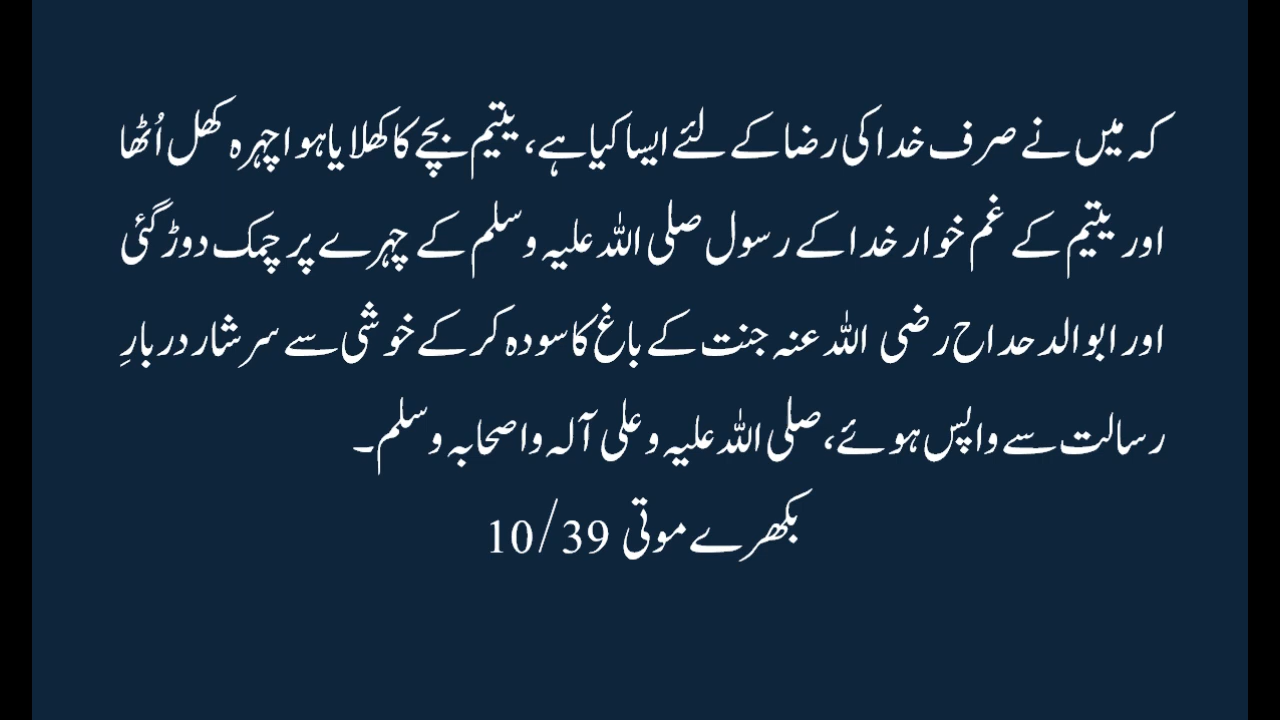 کہ میں نے صرف خدا کی رضا کے لئے ایسا کیا ہے، یتیم بچے کا کھلایا ہوا چہرہ کھل اُٹھا
اور یتیم کے غم خوار خدا کے رسول صلی اللہ علیہ وسلم کے چہرے پر چمک دوڑ گئی
اور ابوالدحداح رضی اللہ عنہ جنت کے باغ کا سودہ کر کے خوشی سے سرشار دربارِ
رسالت سے واپس ہوئے، صلی اللہ علیہ وعلی آلہ واصحابہ وسلم۔
بکھرے موتی 10/39